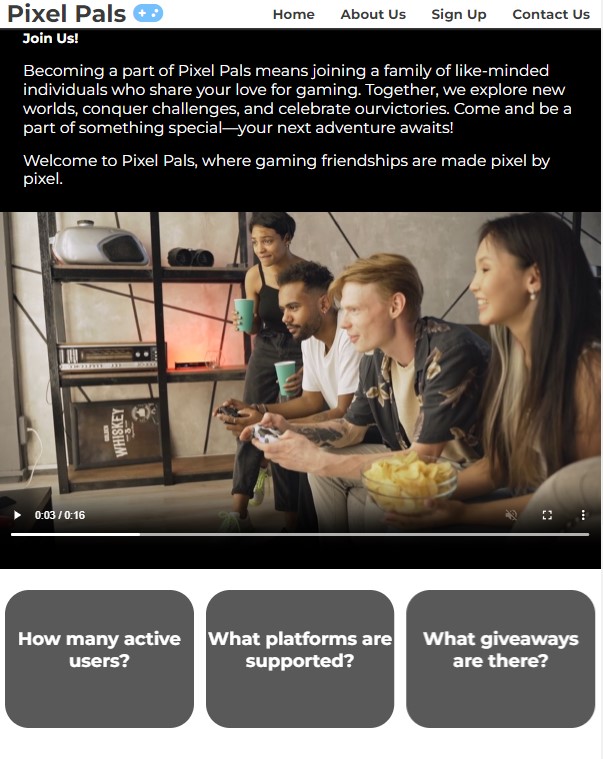 Pixel Pals
Home About Us Sign Up Contact Us
Join Us!
Becoming a part of Pixel Pals means joining a family of like-minded
individuals who share your love for gaming. Together, we explore new
worlds, conquer challenges, and celebrate ourvictories. Come and be a
part of something special—your next adventure awaits!
Welcome to Pixel Pals, where gaming friendships are made pixel by
pixel.
WHISKEY
0:03 / 0:16
How many active
users?
What platforms are
supported?
What giveaways
are there?